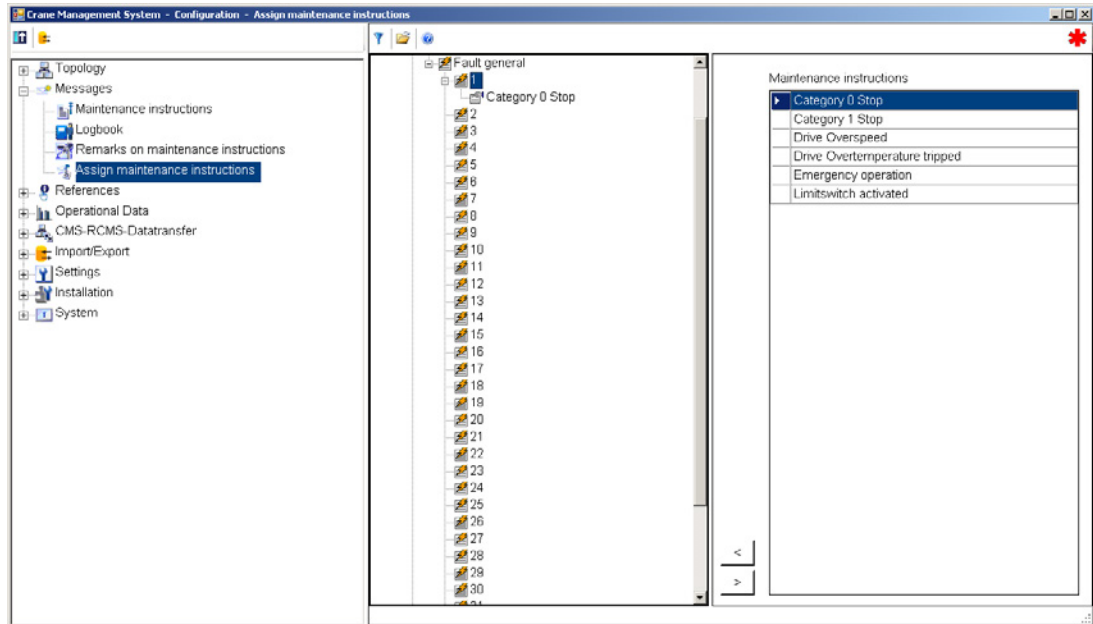 Crane Management System - Configuration - Assign maintenance instructions
Topology
Messages
Maintenance instructions
Logbook
Remarks on maintenance instructions
Assign maintenance instructions
References
Operational Data
CMS-RCMS-Datatransfer
Import/Export
Settings
Installation
System
Fault general
1
Category 0 Stop
2
3
4
5
6
7
8
9
10
11
12
13
14
15
16
17
18
19
20
21
22
23
24
25
26
27
28
29
30
<
>
Maintenance instructions
Category 0 Stop
Category 1 Stop
Drive Overspeed
Drive Overtemperature tripped
Emergency operation
Limitswitch activated